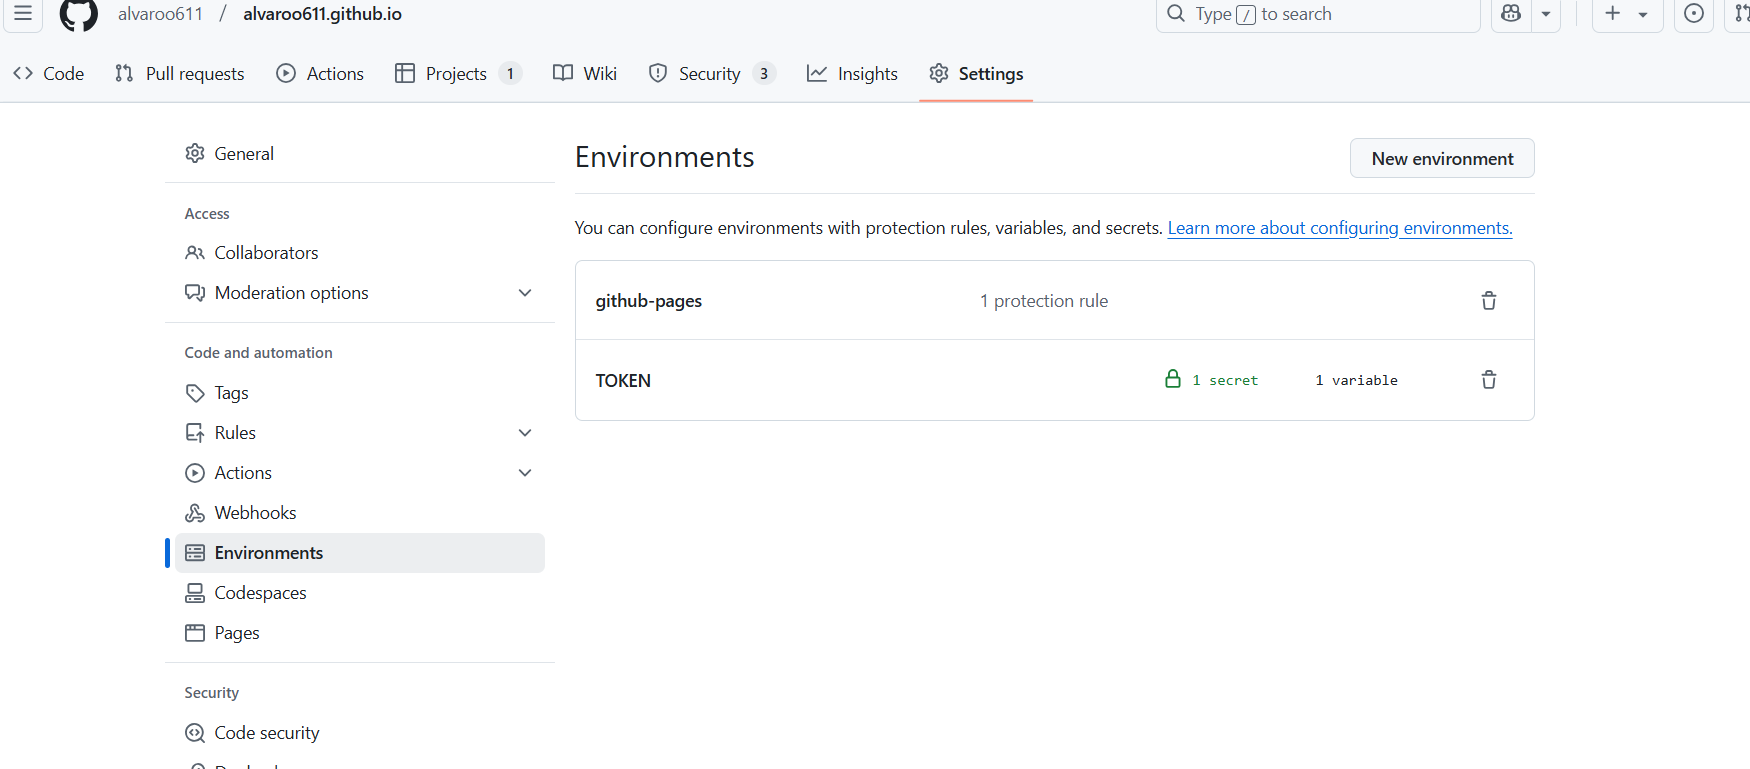 alvaroo611 / alvaroo611.github.io
Type / to search
Code Pull requests Actions Projects 1 Wiki Security 3 Insights Settings
General
Access
Collaborators
Moderation options
Code and automation
Tags
Rules
Actions
Webhooks
Environments
Codespaces
Pages
Security
Code security
Environments
New environment
You can configure environments with protection rules, variables, and secrets. Learn more about configuring environments.
github-pages 1 protection rule
TOKEN 1 secret 1 variable